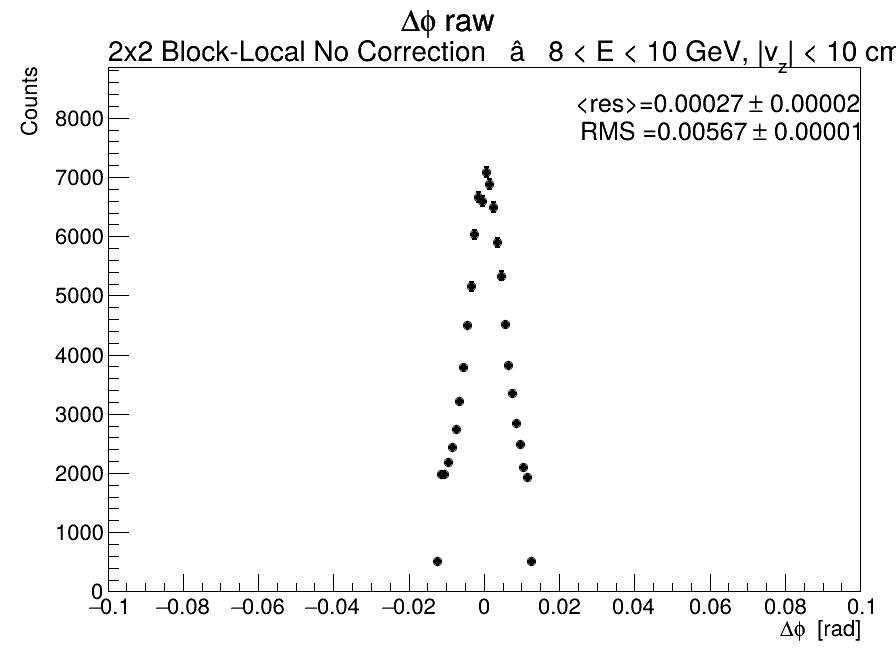 Δϕ raw
2x2 Block-Local No Correction â 8 < E < 10 GeV, |v_z| < 10 cm
Counts
<res>=0.00027 ± 0.00002
RMS =0.00567 ± 0.00001
8000
7000
6000
5000
4000
3000
2000
1000
0
−0.1 −0.08 −0.06 −0.04 −0.02 0 0.02 0.04 0.06 0.08 0.1
Δϕ [rad]